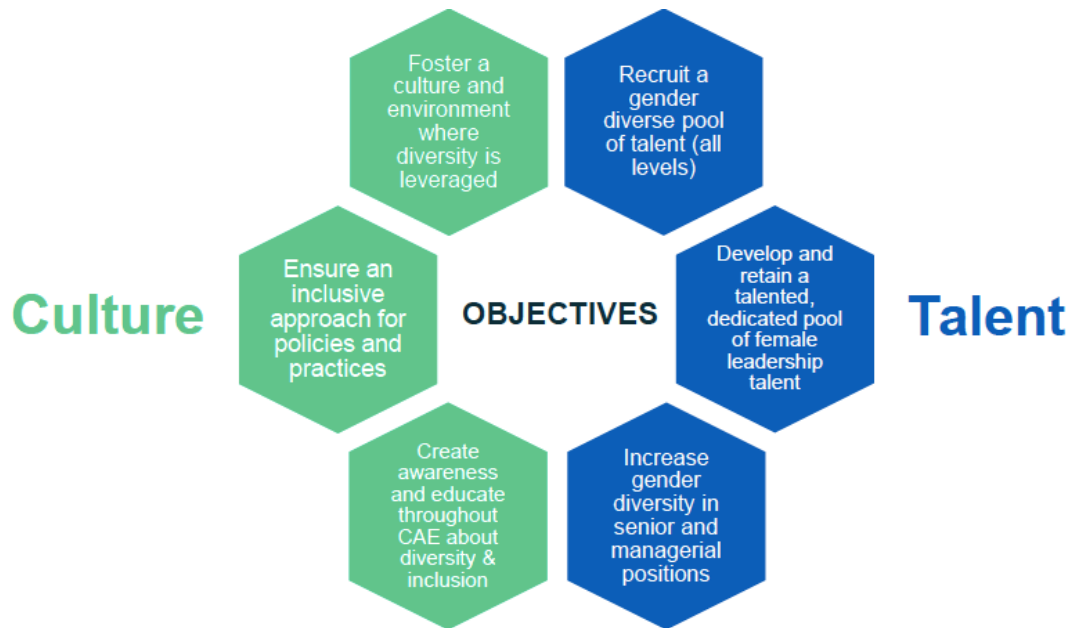 Foster a
culture and
environment
where
diversity is
leveraged
Recruit a
gender
diverse pool
of talent (all
levels)
Culture
Ensure an
inclusive
approach for
policies and
practices
OBJECTIVES
Develop and
retain a
talented,
dedicated pool
of female
leadership
talent
Talent
Create
awareness
and educate
throughout
CAE about
diversity &
inclusion
Increase
gender
diversity in
senior and
managerial
positions